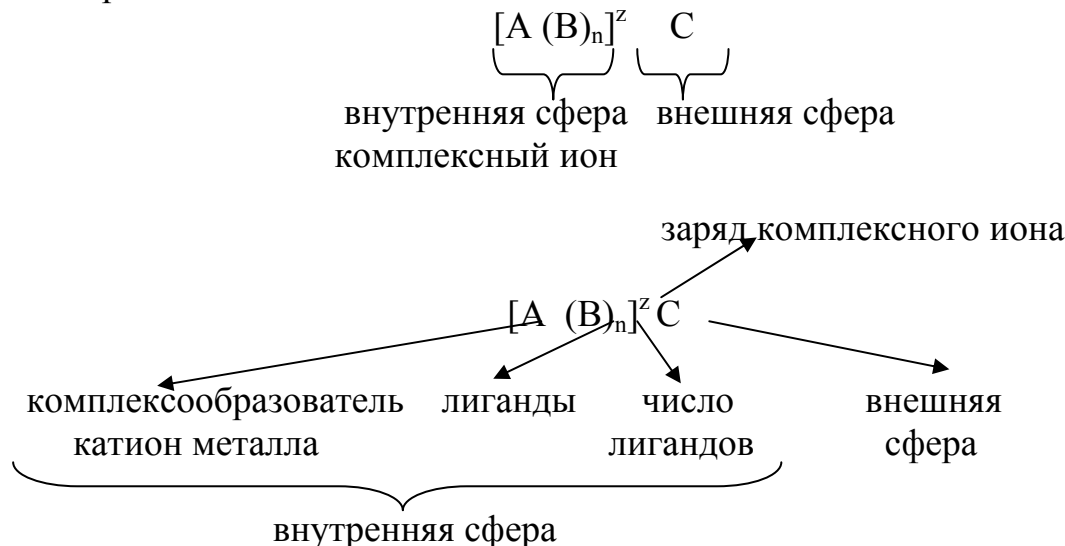 [А (В)n]z С
внутренняя сфера внешняя сфера
комплексный ион
заряд комплексного иона
[А (В)n]z С
комплексообразователь лиганды число внешняя
катион металла лигандов сфера
внутренняя сфера